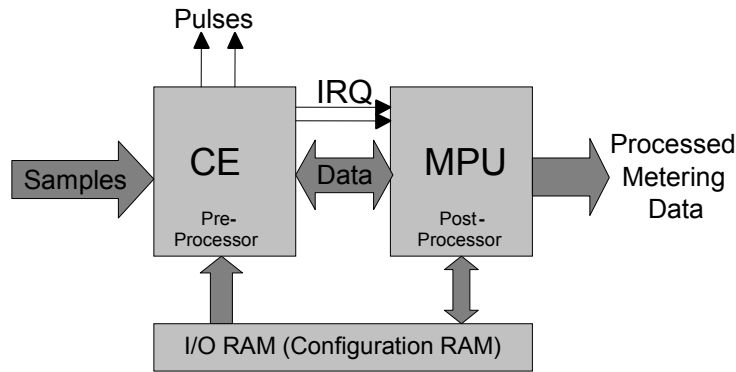 Pulses
IRQ
CE
MPU
Samples
Data
Processed
Metering
Data
Pre-
Processor
Post-
Processor
I/O RAM (Configuration RAM)